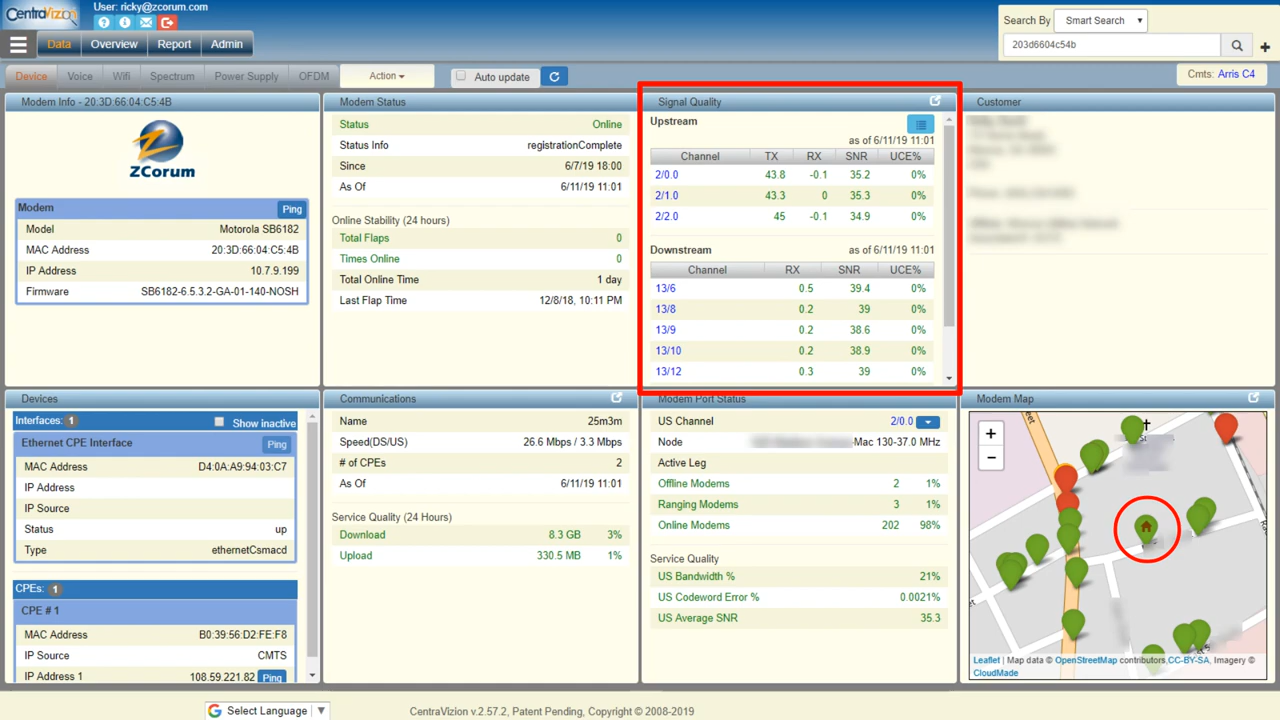 CentraVizion
User: ricky@zcorum.com
Data Overview Report Admin
Search By Smart Search
203d6604c54b
Device Voice Wifi Spectrum Power Supply OFDM Action Auto update
Cmts: Arris C4
Modem Info - 20:3D:66:04:C5:4B
ZCorum
Modem Ping
Model Motorola SB6182
MAC Address 20:3D:66:04:C5:4B
IP Address 10.7.9.199
Firmware SB6182-6.5.3.2-GA-01-140-NOSH
Modem Status
Status Online
Status Info registrationComplete
Since 6/7/19 18:00
As Of 6/11/19 11:01
Online Stability (24 hours)
Total Flaps 0
Times Online 0
Total Online Time 1 day
Last Flap Time 12/8/18, 10:11 PM
Signal Quality
Upstream
as of 6/11/19 11:01
Channel TX RX SNR UCE%
2/0.0 43.8 -0.1 35.2 0%
2/1.0 43.3 0 35.3 0%
2/2.0 45 -0.1 34.9 0%
Downstream as of 6/11/19 11:01
Channel RX SNR UCE%
13/6 0.5 39.4 0%
13/8 0.2 39 0%
13/9 0.2 38.6 0%
13/10 0.2 38.9 0%
13/12 0.3 39 0%
Customer
Devices
Interfaces: 1 Show inactive
Ethernet CPE Interface Ping
MAC Address D4:0A:A9:94:03:C7
IP Address
IP Source
Status up
Type ethernetCsmacd
CPEs: 1
CPE # 1
MAC Address B0:39:56:D2:FE:F8
IP Source CMTS
IP Address 1 108.59.221.82 Ping
Communications
Name 25m3m
Speed(DS/US) 26.6 Mbps / 3.3 Mbps
# of CPEs 2
As Of 6/11/19 11:01
Service Quality (24 Hours)
Download 8.3 GB 3%
Upload 330.5 MB 1%
Modem Port Status
US Channel 2/0.0
Node Mac 130-37.0 MHz
Active Leg
Offline Modems 2 1%
Ranging Modems 3 1%
Online Modems 202 98%
Service Quality
US Bandwidth % 21%
US Codeword Error % 0.0021%
US Average SNR 35.3
Modem Map
+
−
Leaflet | Map data © OpenStreetMap contributors, CC-BY-SA, Imagery ©
CloudMade
G Select Language
CentraVizion v.2.57.2, Patent Pending, Copyright © 2008-2019